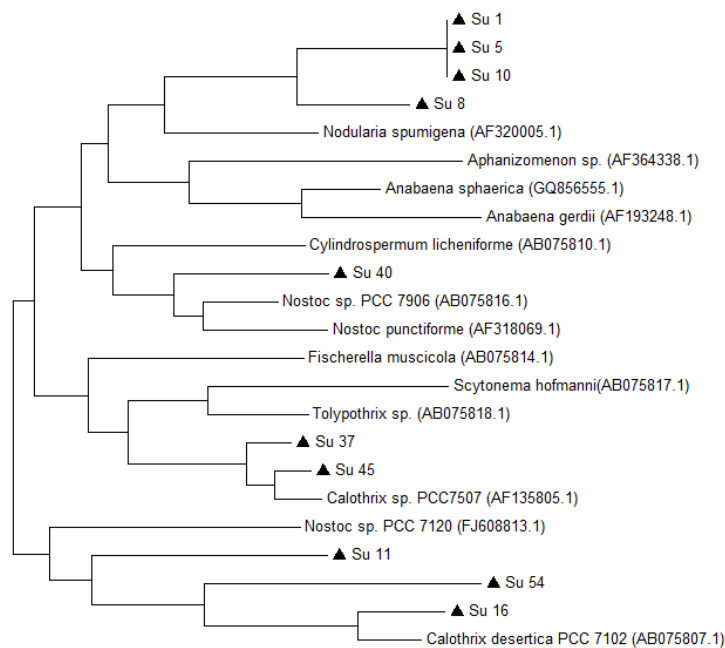 Su 1
Su 5
Su 10
Su 8
Nodularia spumigena (AF320005.1)
Aphanizomenon sp. (AF364338.1)
Anabaena sphaerica (GQ856555.1)
Anabaena gerdii (AF193248.1)
Cylindrospermum licheniforme (AB075810.1)
Su 40
Nostoc sp. PCC 7906 (AB075816.1)
Nostoc punctiforme (AF318069.1)
Fischerella muscicola (AB075814.1)
Scytonema hofmanni(AB075817.1)
Tolypothrix sp. (AB075818.1)
Su 37
Su 45
Calothrix sp. PCC7507 (AF135805.1)
Nostoc sp. PCC 7120 (FJ608813.1)
Su 11
Su 54
Su 16
Calothrix desertica PCC 7102 (AB075807.1)